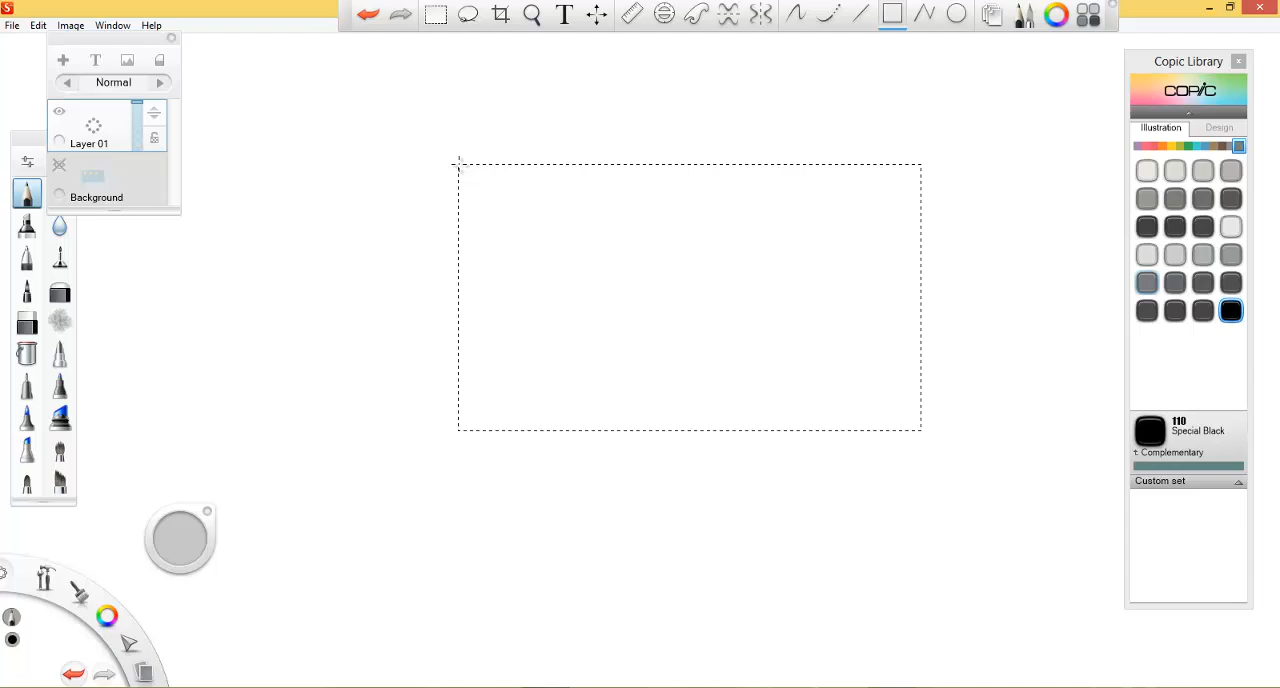 File Edit Image Window Help
T
T
Normal
Layer 01
Background
Copic Library
COPIC
Illustration Design
110
Special Black
Complementary
Custom set